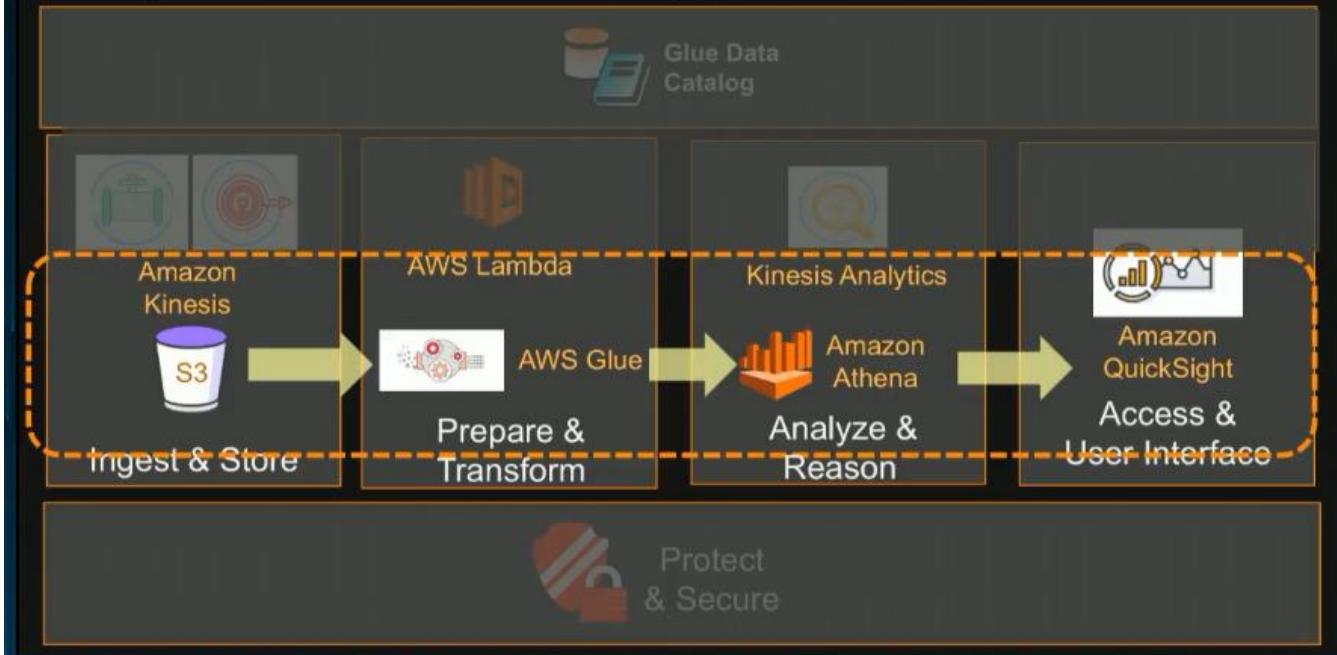 Glue Data
Catalog
Amazon
Kinesis
S3
Ingest & Store
AWS Lambda
AWS Glue
Prepare &
Transform
Kinesis Analytics
Amazon
Athena
Analyze &
Reason
Amazon
QuickSight
Access &
User Interface
Protect
& Secure